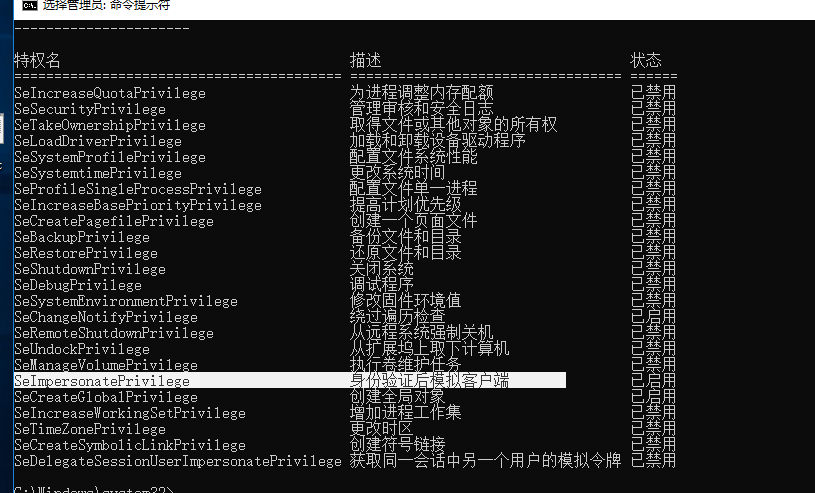 选择管理员: 命令提示符
----------------------
特权名 描述 状态
========================================= ================================== ======
SeIncreaseQuotaPrivilege 为进程调整内存配额 已禁用
SeSecurityPrivilege 管理审核和安全日志 已禁用
SeTakeOwnershipPrivilege 取得文件或其他对象的所有权 已禁用
SeLoadDriverPrivilege 加载和卸载设备驱动程序 已禁用
SeSystemProfilePrivilege 配置文件系统性能 已禁用
SeSystemtimePrivilege 更改系统时间 已禁用
SeProfileSingleProcessPrivilege 配置文件单一进程 已禁用
SeIncreaseBasePriorityPrivilege 提高计划优先级 已禁用
SeCreatePagefilePrivilege 创建一个页面文件 已禁用
SeBackupPrivilege 备份文件和目录 已禁用
SeRestorePrivilege 还原文件和目录 已禁用
SeShutdownPrivilege 关闭系统 已禁用
SeDebugPrivilege 调试程序 已禁用
SeSystemEnvironmentPrivilege 修改固件环境值 已禁用
SeChangeNotifyPrivilege 绕过遍历检查 已启用
SeRemoteShutdownPrivilege 从远程系统强制关机 已禁用
SeUndockPrivilege 从扩展坞上取下计算机 已禁用
SeManageVolumePrivilege 执行卷维护任务 已禁用
SeImpersonatePrivilege 身份验证后模拟客户端 已启用
SeCreateGlobalPrivilege 创建全局对象 已启用
SeIncreaseWorkingSetPrivilege 增加进程工作集 已禁用
SeTimeZonePrivilege 更改时区 已禁用
SeCreateSymbolicLinkPrivilege 创建符号链接 已禁用
SeDelegateSessionUserImpersonatePrivilege 获取同一会话中另一个用户的模拟令牌 已禁用
C:\Windows\system32>